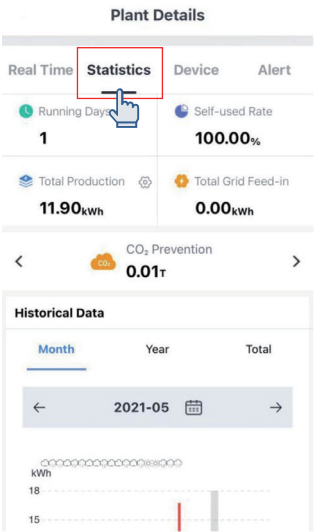 Plant Details
Real Time Statistics Device Alert
Running Days Self-used Rate
1 100.00%
Total Production Total Grid Feed-in
11.90kWh 0.00kWh
CO₂ CO₂ Prevention
0.01T
Historical Data
Month Year Total
2021-05
kWh
18
15